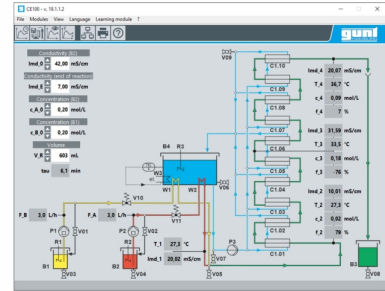 CE100 - v. 18.1.1.2
File Modules View Language Learning module ?
gunt
Conductivity (B2)
lmd_0 42,00 mS/cm
Conductivity (end of reaction)
lmd_E 7,00 mS/cm
Concentration (B2)
c_A_0 0,20 mol/L
Concentration (B1)
c_B_0 0,20 mol/L
Volume
V_R 603 mL
tau 6,1 min
B4 R3
W3
W1 W2
V06
V10
V11
F_B 3,0 L/h F_A 3,0 L/h
P1 V01 P2 V02
R1 R2
B1 V03 B2 V04
T_1 27,3 °C
lmd_1 20,02 mS/cm
V07
V08
P3
V09
C1.10
C1.09
C1.08
C1.07
C1.06
C1.05
C1.04
C1.03
C1.02
C1.01
lmd_4 20,07 mS/cm
T_4 36,7 °C
c_4 0,09 mol/L
f_4 7 %
lmd_3 31,59 mS/cm
T_3 33,5 °C
c_3 0,18 mol/L
f_3 -76 %
lmd_2 10,01 mS/cm
T_2 27,3 °C
c_2 0,02 mol/L
f_2 78 %
B3
V08